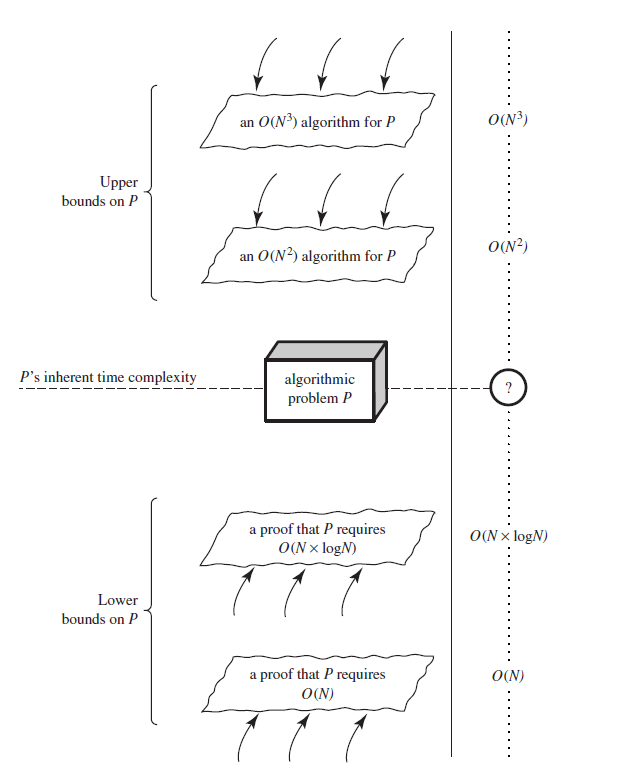 an O(N³) algorithm for P
O(N³)
Upper
bounds on P
an O(N²) algorithm for P
O(N²)
P's inherent time complexity
algorithmic
problem P
?
a proof that P requires
O(N × logN)
O(N × logN)
Lower
bounds on P
a proof that P requires
O(N)
O(N)